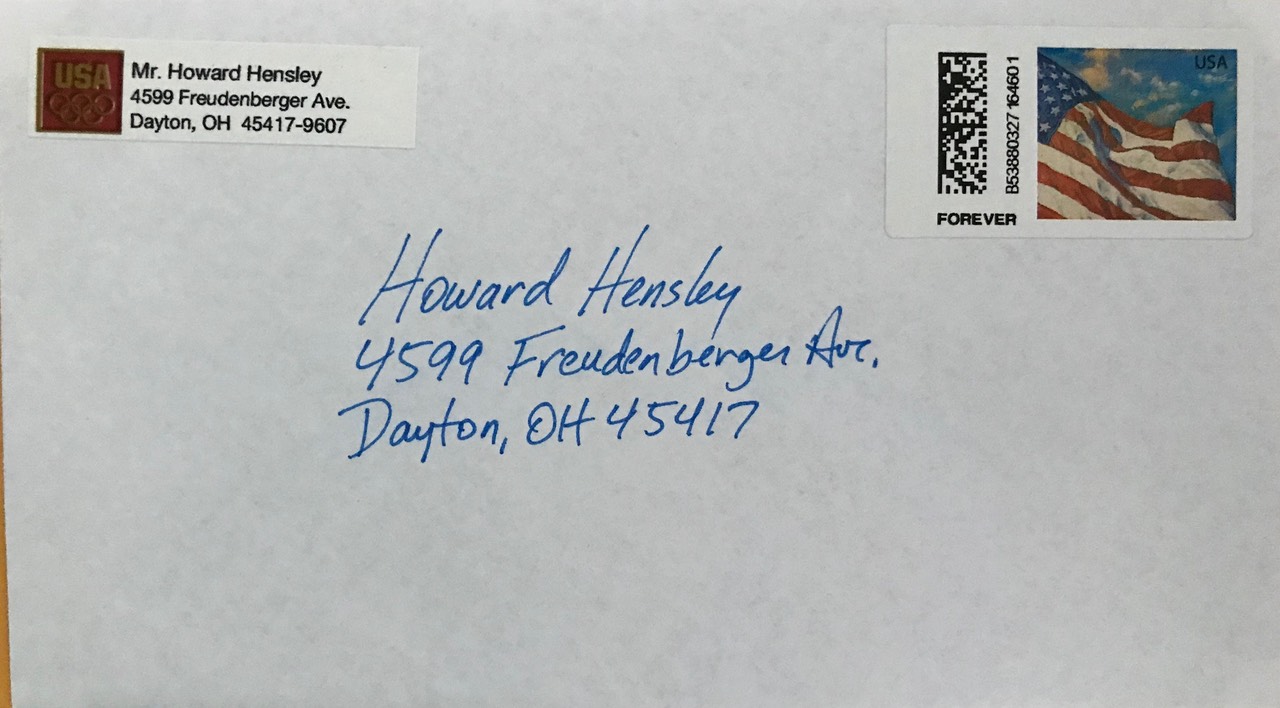 USA
Mr. Howard Hensley
4599 Freudenberger Ave.
Dayton, OH 45417-9607
B53880327 164601
FOREVER
USA
Howard Hensley
4599 Freudenberger Ave.
Dayton, OH 45417